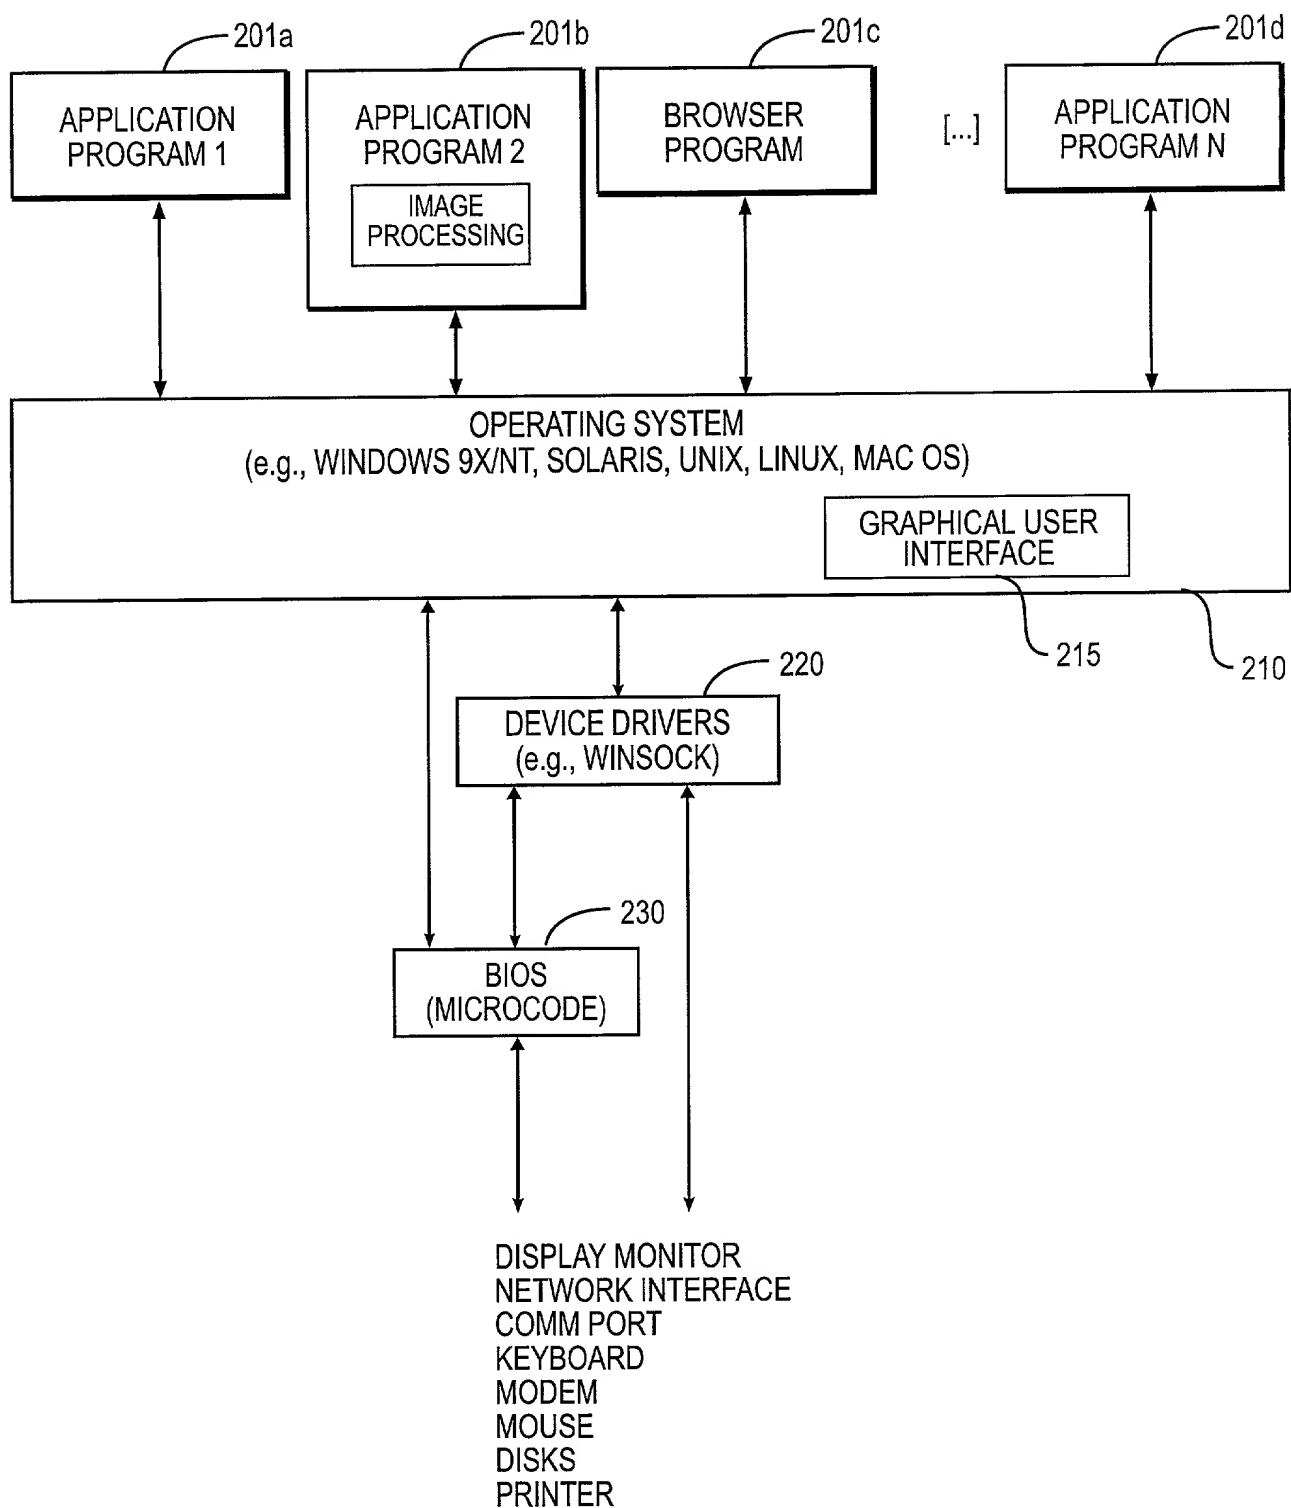 201a
201b
201c
201d
APPLICATION
PROGRAM 1
APPLICATION
PROGRAM 2
IMAGE
PROCESSING
BROWSER
PROGRAM
[...]
APPLICATION
PROGRAM N
OPERATING SYSTEM
(e.g., WINDOWS 9X/NT, SOLARIS, UNIX, LINUX, MAC OS)
GRAPHICAL USER
INTERFACE
215
210
220
DEVICE DRIVERS
(e.g., WINSOCK)
230
BIOS
(MICROCODE)
DISPLAY MONITOR
NETWORK INTERFACE
COMM PORT
KEYBOARD
MODEM
MOUSE
DISKS
PRINTER